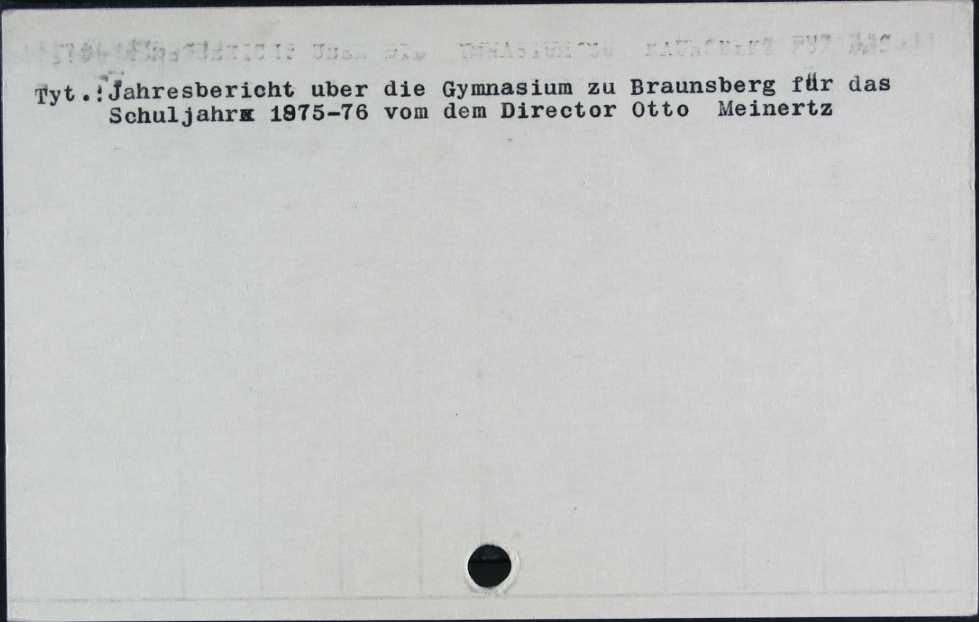 Tyt.:Jahresbericht uber die Gymnasium zu Braunsberg für das
Schuljahrx 1875-76 vom dem Director Otto Meinertz